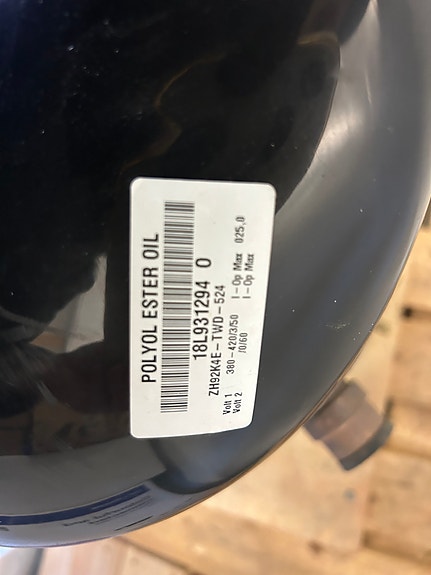 POLYOL ESTER OIL
18L931294 0
ZH92K4E-TWD-524
Volt 1 380-420/3/50 I-Op Max 025,0
Volt 2 /0/60 I-Op Max